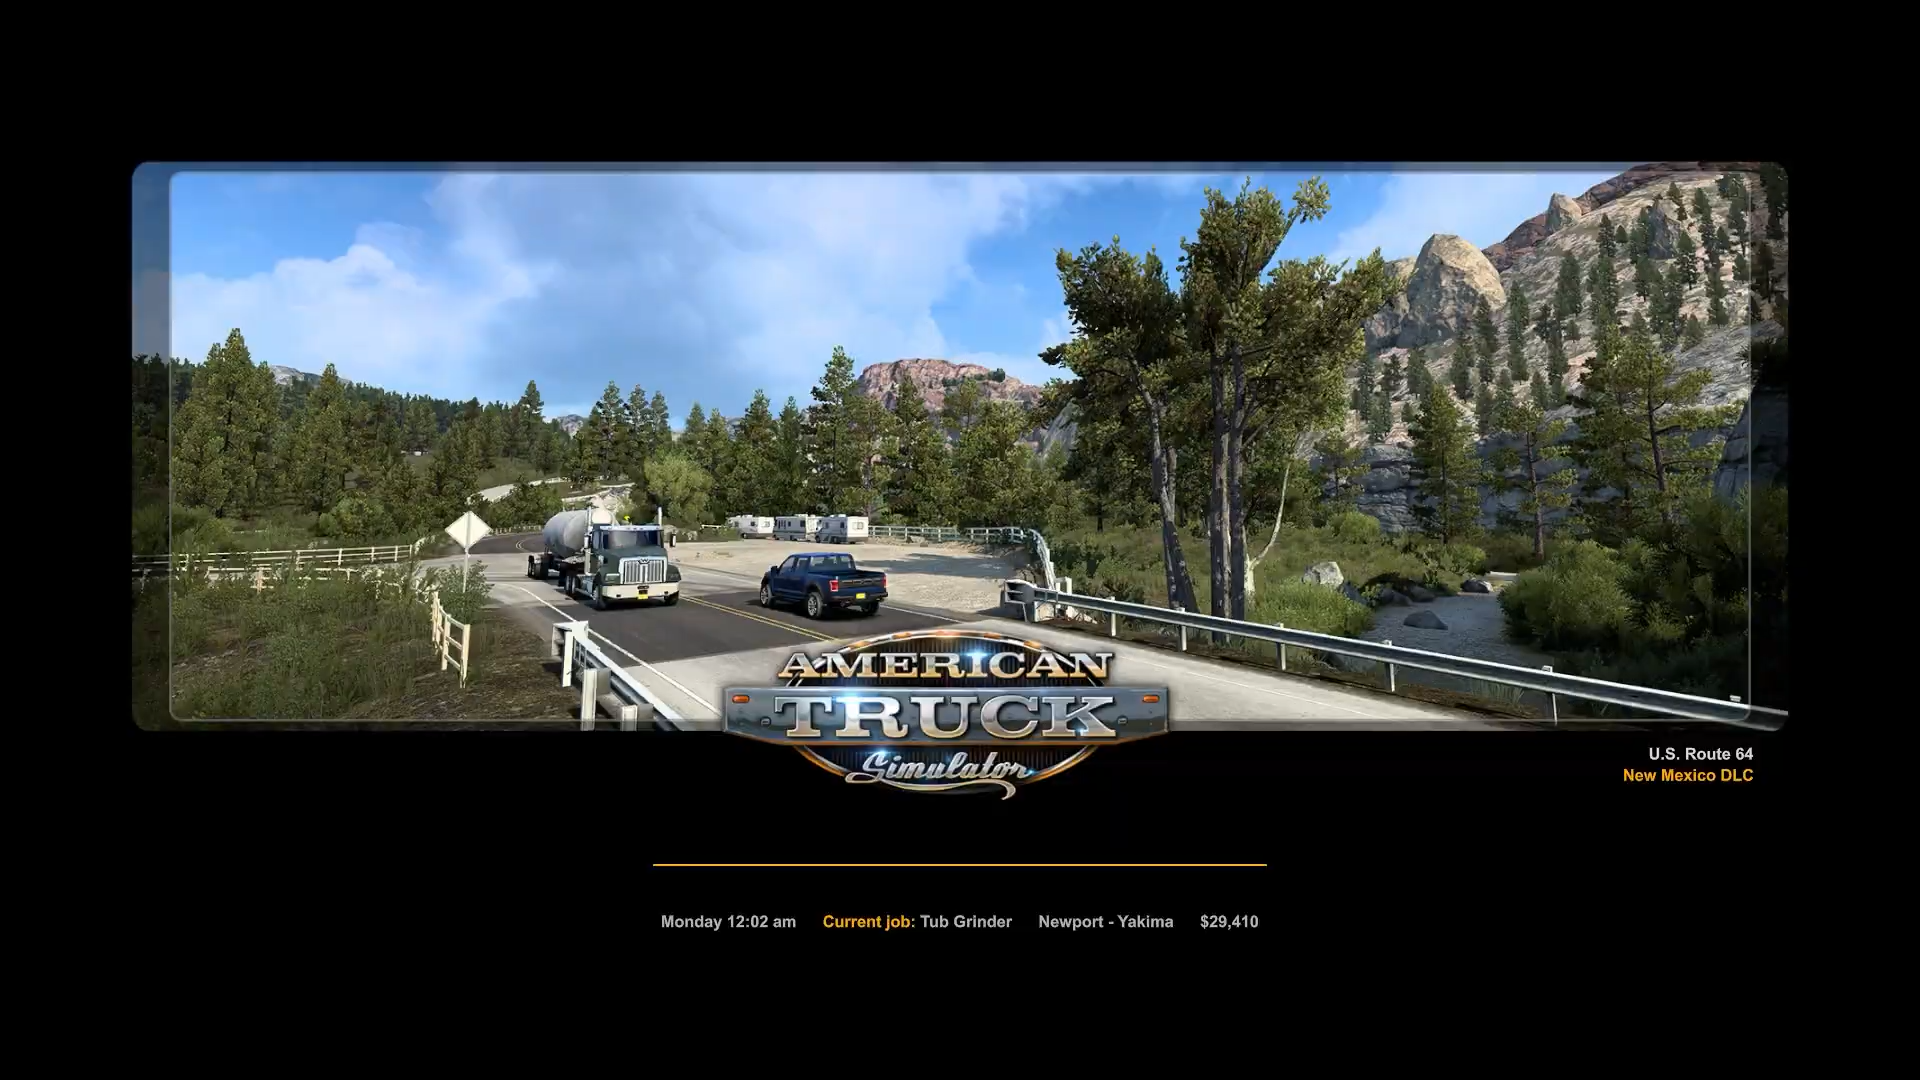 AMERICAN
TRUCK
Simulator
U.S. Route 64
New Mexico DLC
Monday 12:02 am Current job: Tub Grinder Newport - Yakima $29,410